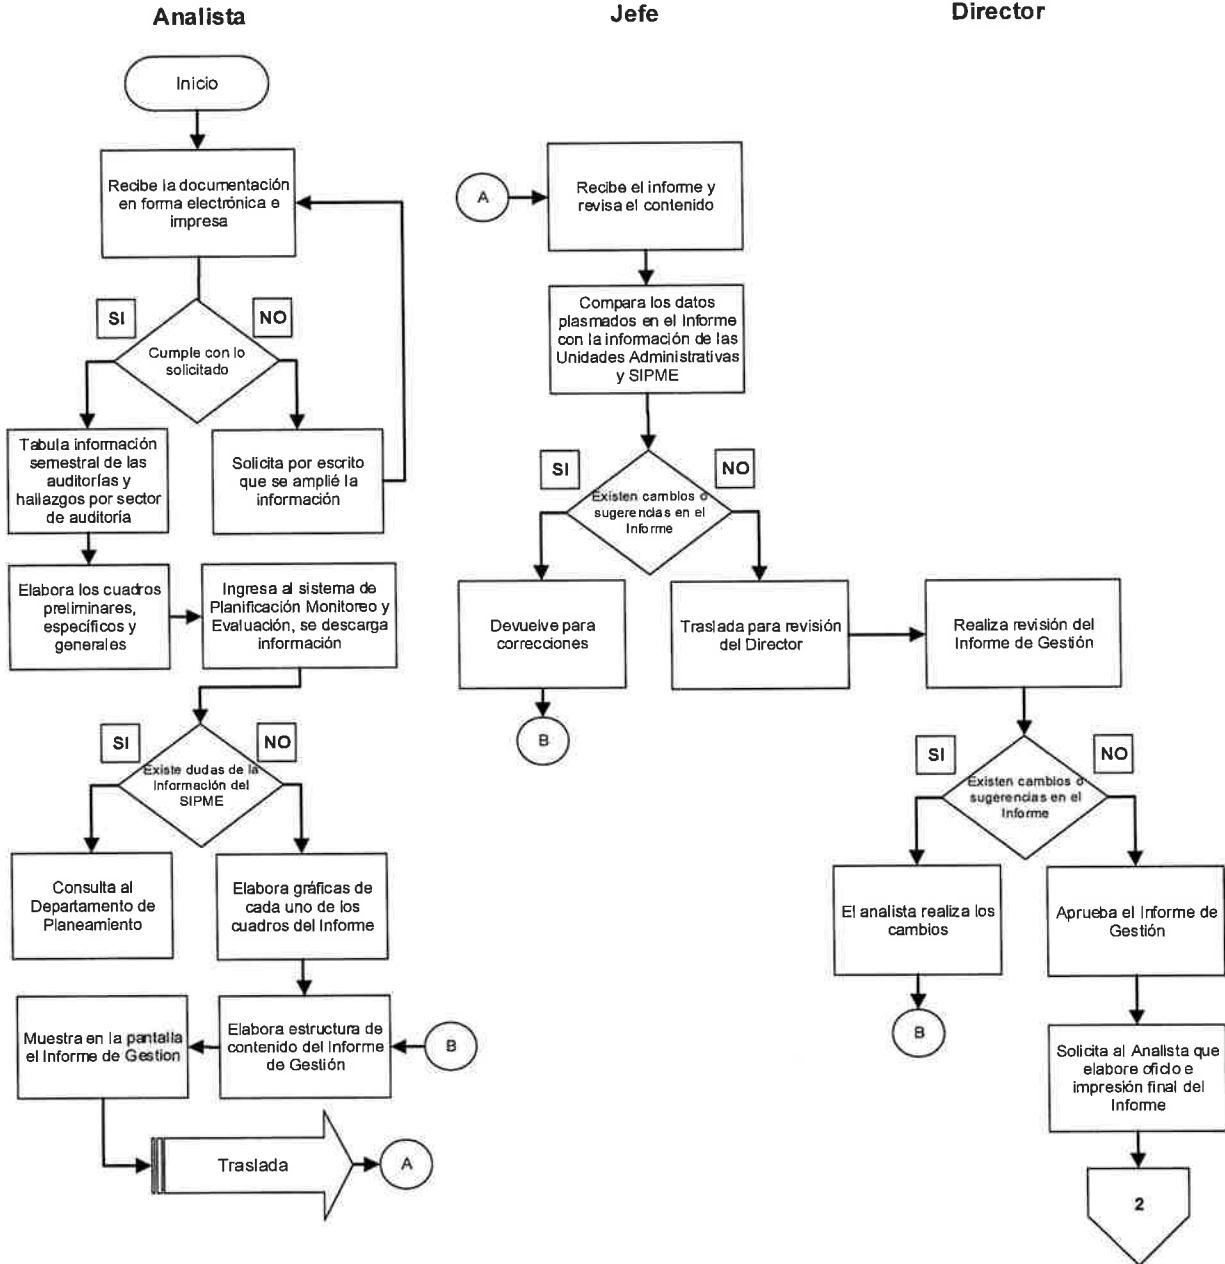 Analista
Inicio
Recibe la documentación
en forma electrónica e
impresa
SI
NO
Cumple con lo
solicitado
Tabula información
semestral de las
auditorías y
hallazgos por sector
de auditoría
Solicita por escrito
que se amplié la
información
Elabora los cuadros
preliminares,
específicos y
generales
Ingresa al sistema de
Planificación Monitoreo y
Evaluación, se descarga
información
SI
NO
Existe dudas de la
Información del
SIPME
Consulta al
Departamento de
Planeamiento
Elabora gráficas de
cada uno de los
cuadros del Informe
Muestra en la pantalla
el Informe de Gestion
Elabora estructura de
contenido del Informe
de Gestión
B
Traslada
A
Jefe
A
Recibe el informe y
revisa el contenido
Compara los datos
plasmados en el Informe
con la información de las
Unidades Administrativas
y SIPME
SI
NO
Existen cambios o
sugerencias en el
Informe
Devuelve para
correcciones
B
Traslada para revisión
del Director
Director
Realiza revisión del
Informe de Gestión
SI
NO
Existen cambios o
sugerencias en el
Informe
El analista realiza los
cambios
B
Aprueba el Informe de
Gestión
Solicita al Analista que
elabore oficio e
impresión final del
Informe
2